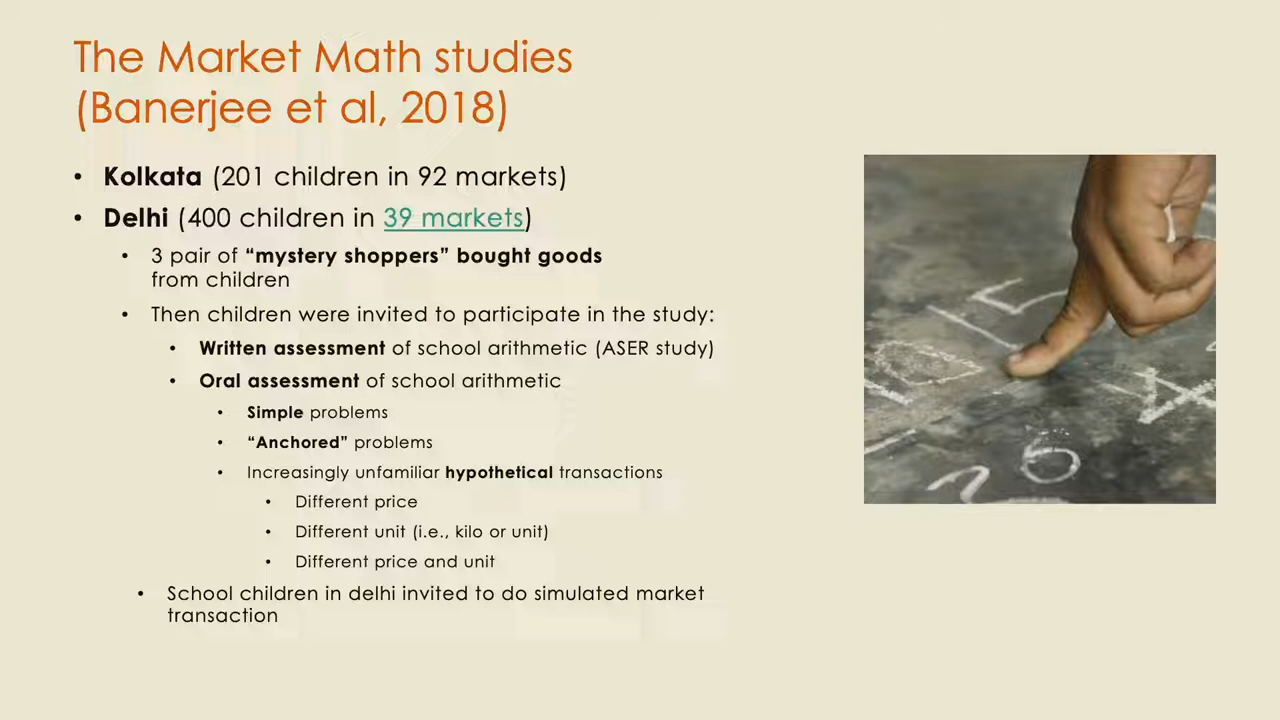 The Market Math studies
(Banerjee et al, 2018)
• Kolkata (201 children in 92 markets)
• Delhi (400 children in 39 markets)
• 3 pair of “mystery shoppers” bought goods
from children
• Then children were invited to participate in the study:
• Written assessment of school arithmetic (ASER study)
• Oral assessment of school arithmetic
• Simple problems
• “Anchored” problems
• Increasingly unfamiliar hypothetical transactions
• Different price
• Different unit (i.e., kilo or unit)
• Different price and unit
• School children in delhi invited to do simulated market
transaction